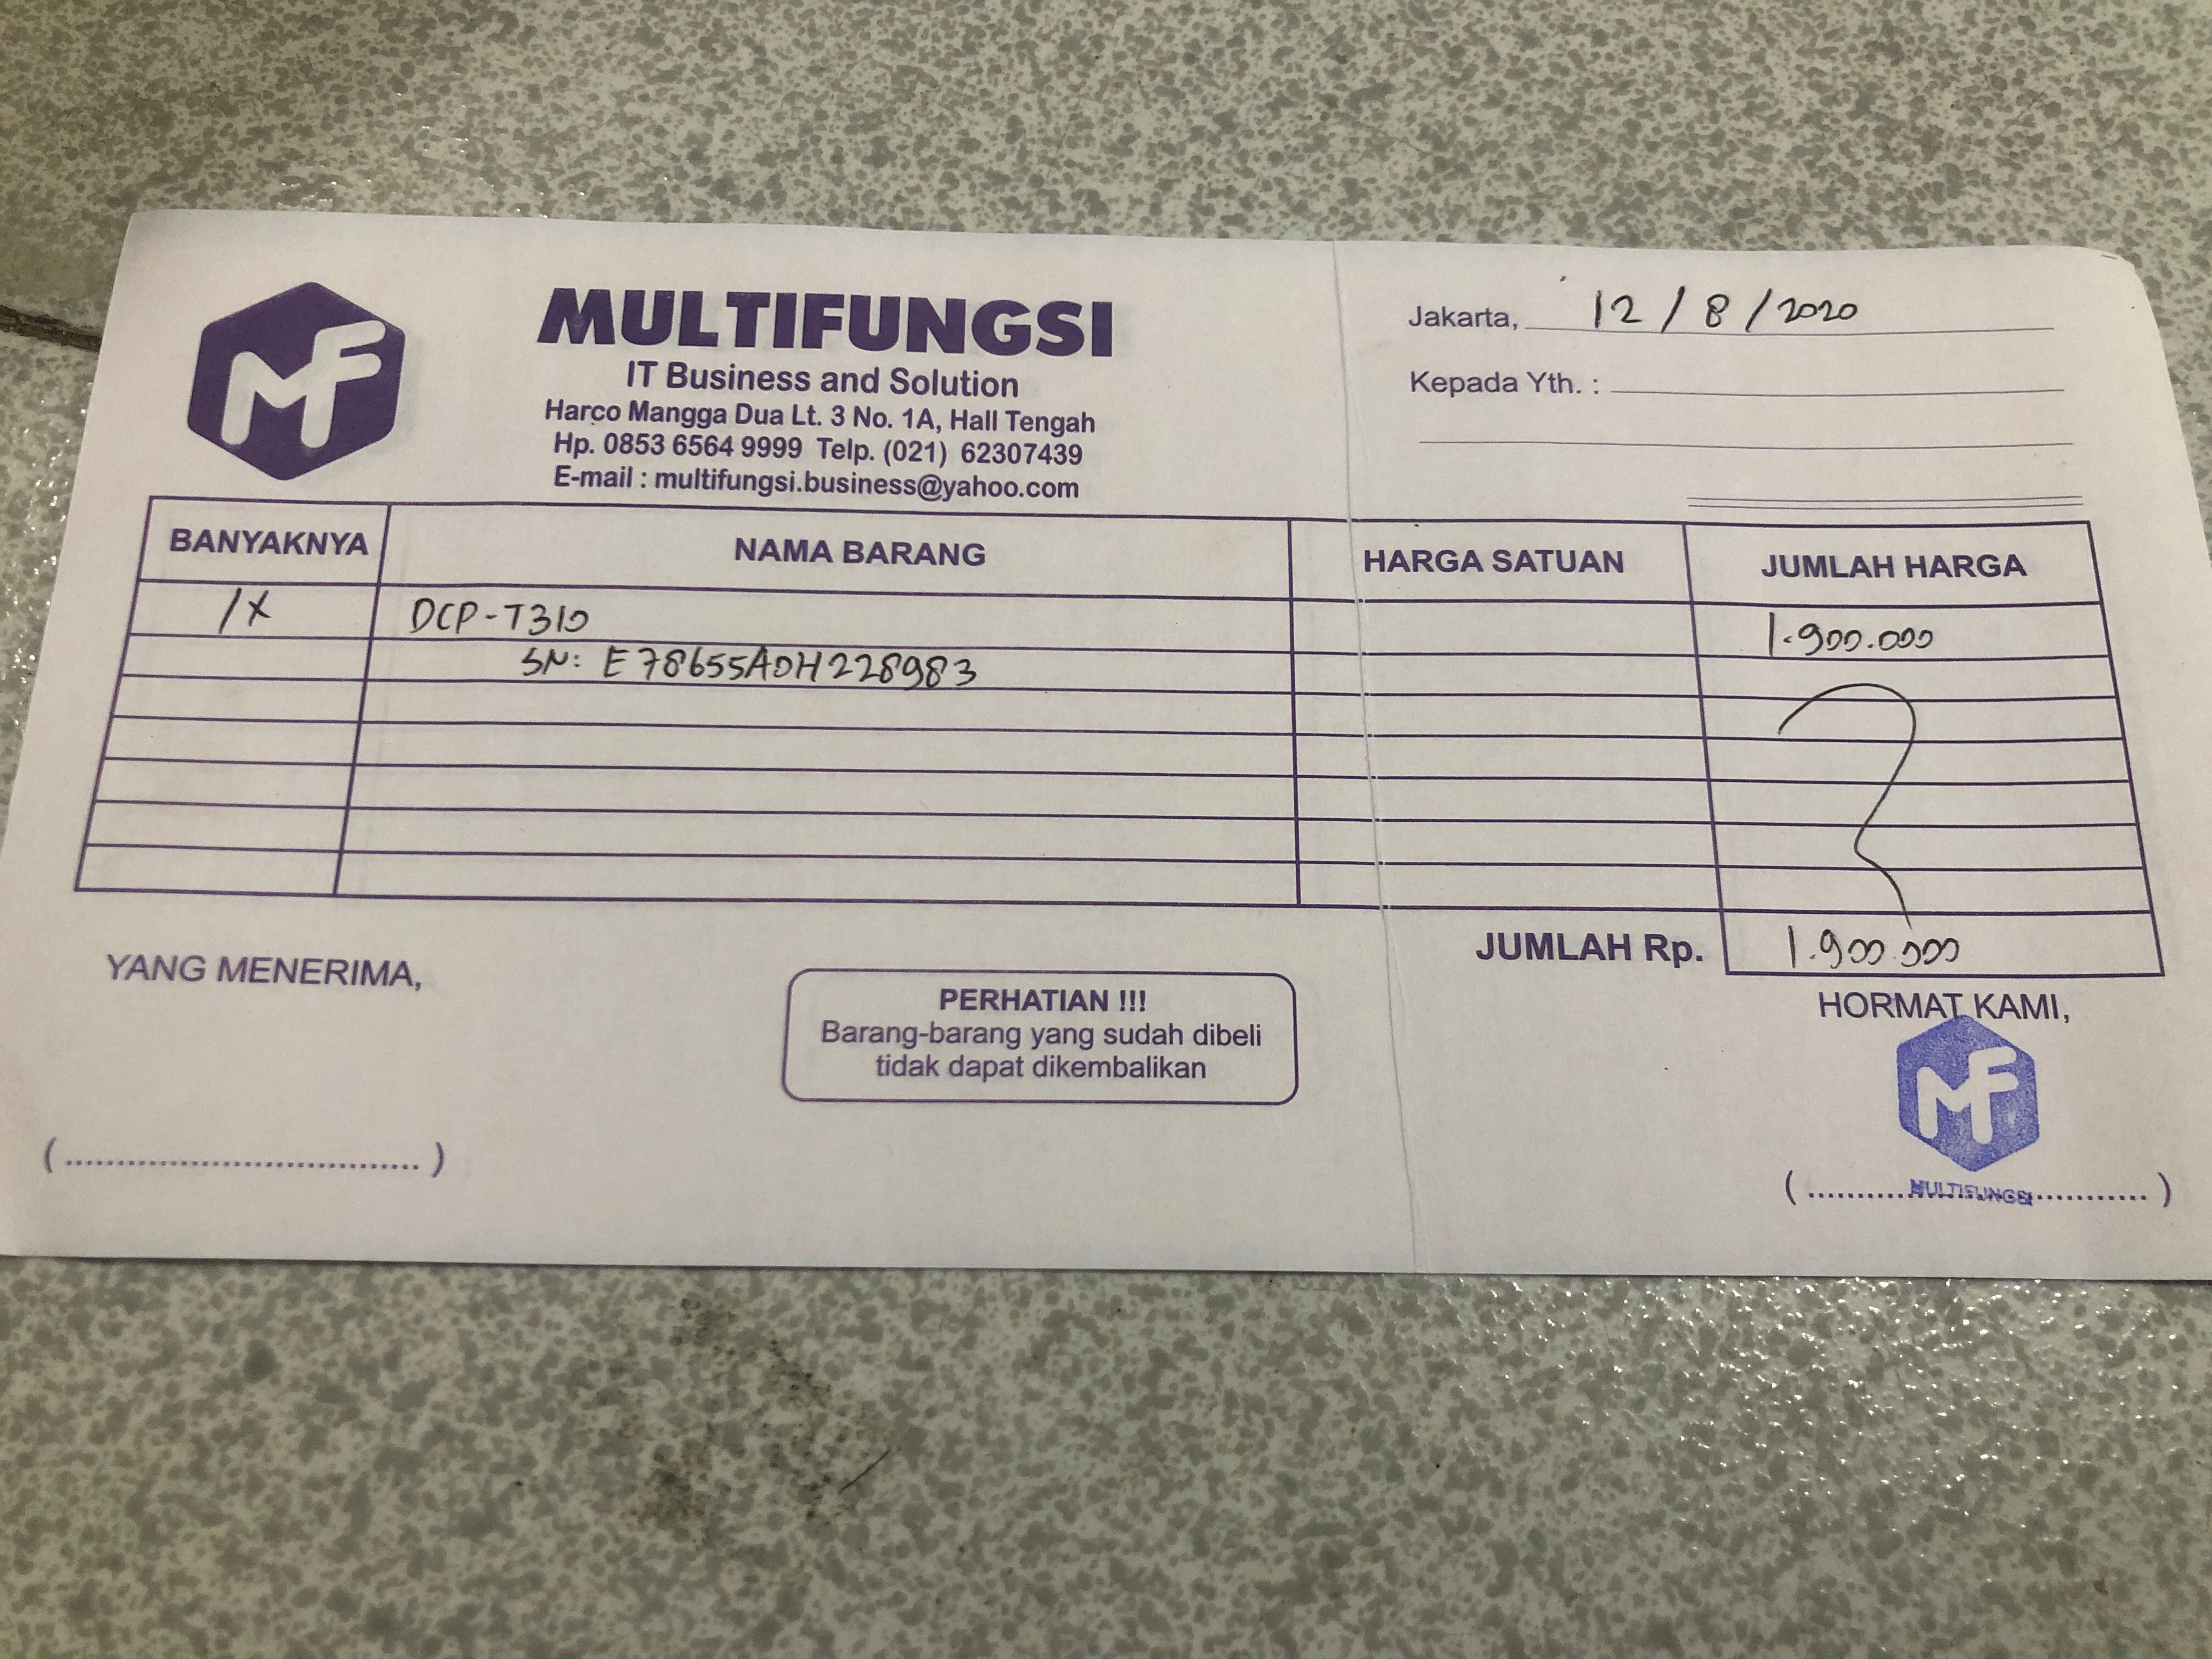 MF
MULTIFUNGSI
IT Business and Solution
Harco Mangga Dua Lt. 3 No. 1A, Hall Tengah
Hp. 0853 6564 9999 Telp. (021) 62307439
E-mail : multifungsi.business@yahoo.com
Jakarta, 12/8/2020
Kepada Yth. :
BANYAKNYA NAMA BARANG HARGA SATUAN JUMLAH HARGA
1X DCP-T310 1.900.000
SN: E78655A0H228983
JUMLAH Rp. 1.900.000
YANG MENERIMA,
PERHATIAN !!!
Barang-barang yang sudah dibeli
tidak dapat dikembalikan
HORMAT KAMI,
MF
MULTIFUNGSI
(..................................)
(..................................)